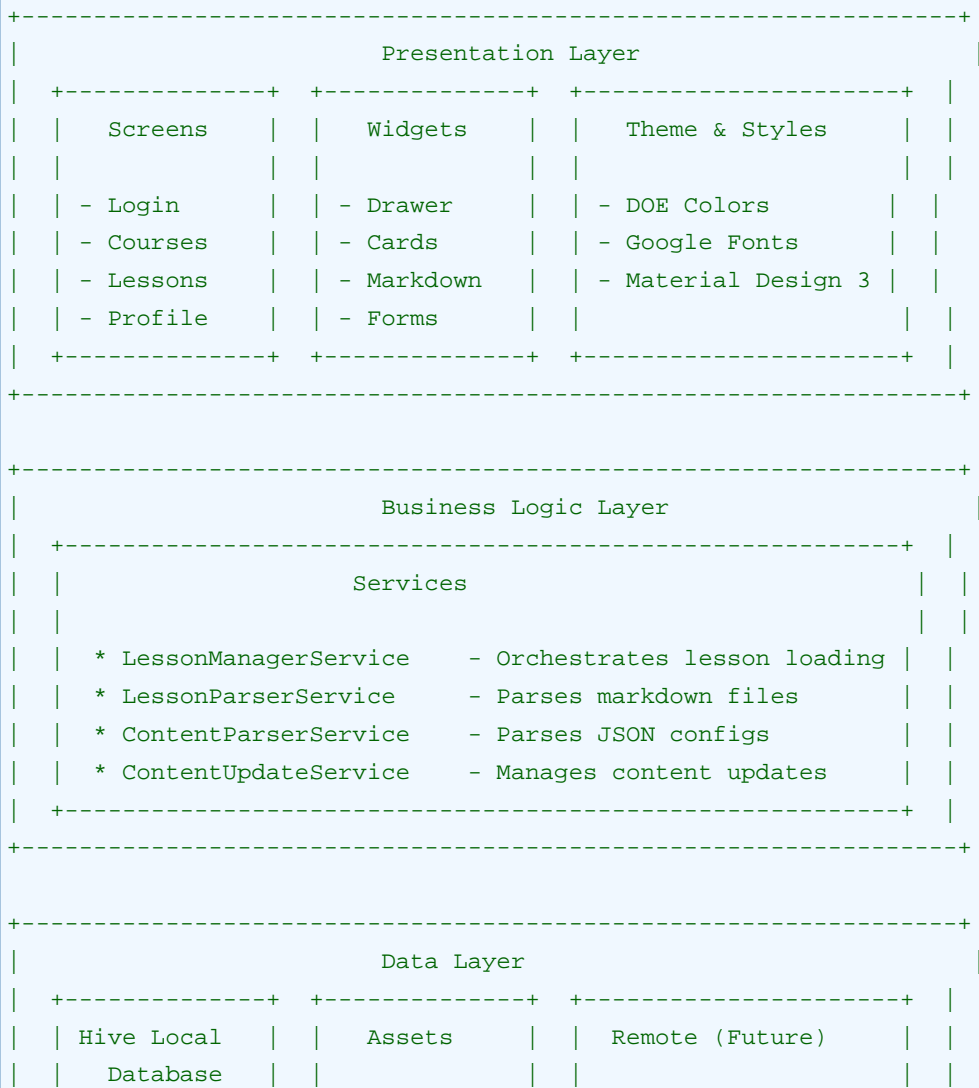 +-----------------------------------------------------------------+
|                         Presentation Layer                       |
|  +--------------+  +--------------+  +----------------------+  |
|  |   Screens    |  |   Widgets    |  |   Theme & Styles     |  |
|  |              |  |              |  |                      |  |
|  | - Login      |  | - Drawer     |  | - DOE Colors        |  |
|  | - Courses    |  | - Cards      |  | - Google Fonts      |  |
|  | - Lessons    |  | - Markdown   |  | - Material Design 3 |  |
|  | - Profile    |  | - Forms      |  |                      |  |
|  +--------------+  +--------------+  +----------------------+  |
+-----------------------------------------------------------------+
+-----------------------------------------------------------------+
|                         Business Logic Layer                     |
|  +----------------------------------------------------------+  |
|  |                    Services                               |  |
|  |                                                           |  |
|  |  * LessonManagerService    - Orchestrates lesson loading |  |
|  |  * LessonParserService     - Parses markdown files       |  |
|  |  * ContentParserService    - Parses JSON configs         |  |
|  |  * ContentUpdateService    - Manages content updates     |  |
|  +----------------------------------------------------------+  |
+-----------------------------------------------------------------+
+-----------------------------------------------------------------+
|                         Data Layer                               |
|  +--------------+  +--------------+  +----------------------+  |
|  | Hive Local   |  |   Assets     |  |  Remote (Future)     |  |
|  |   Database   |  |              |  |                      |  |